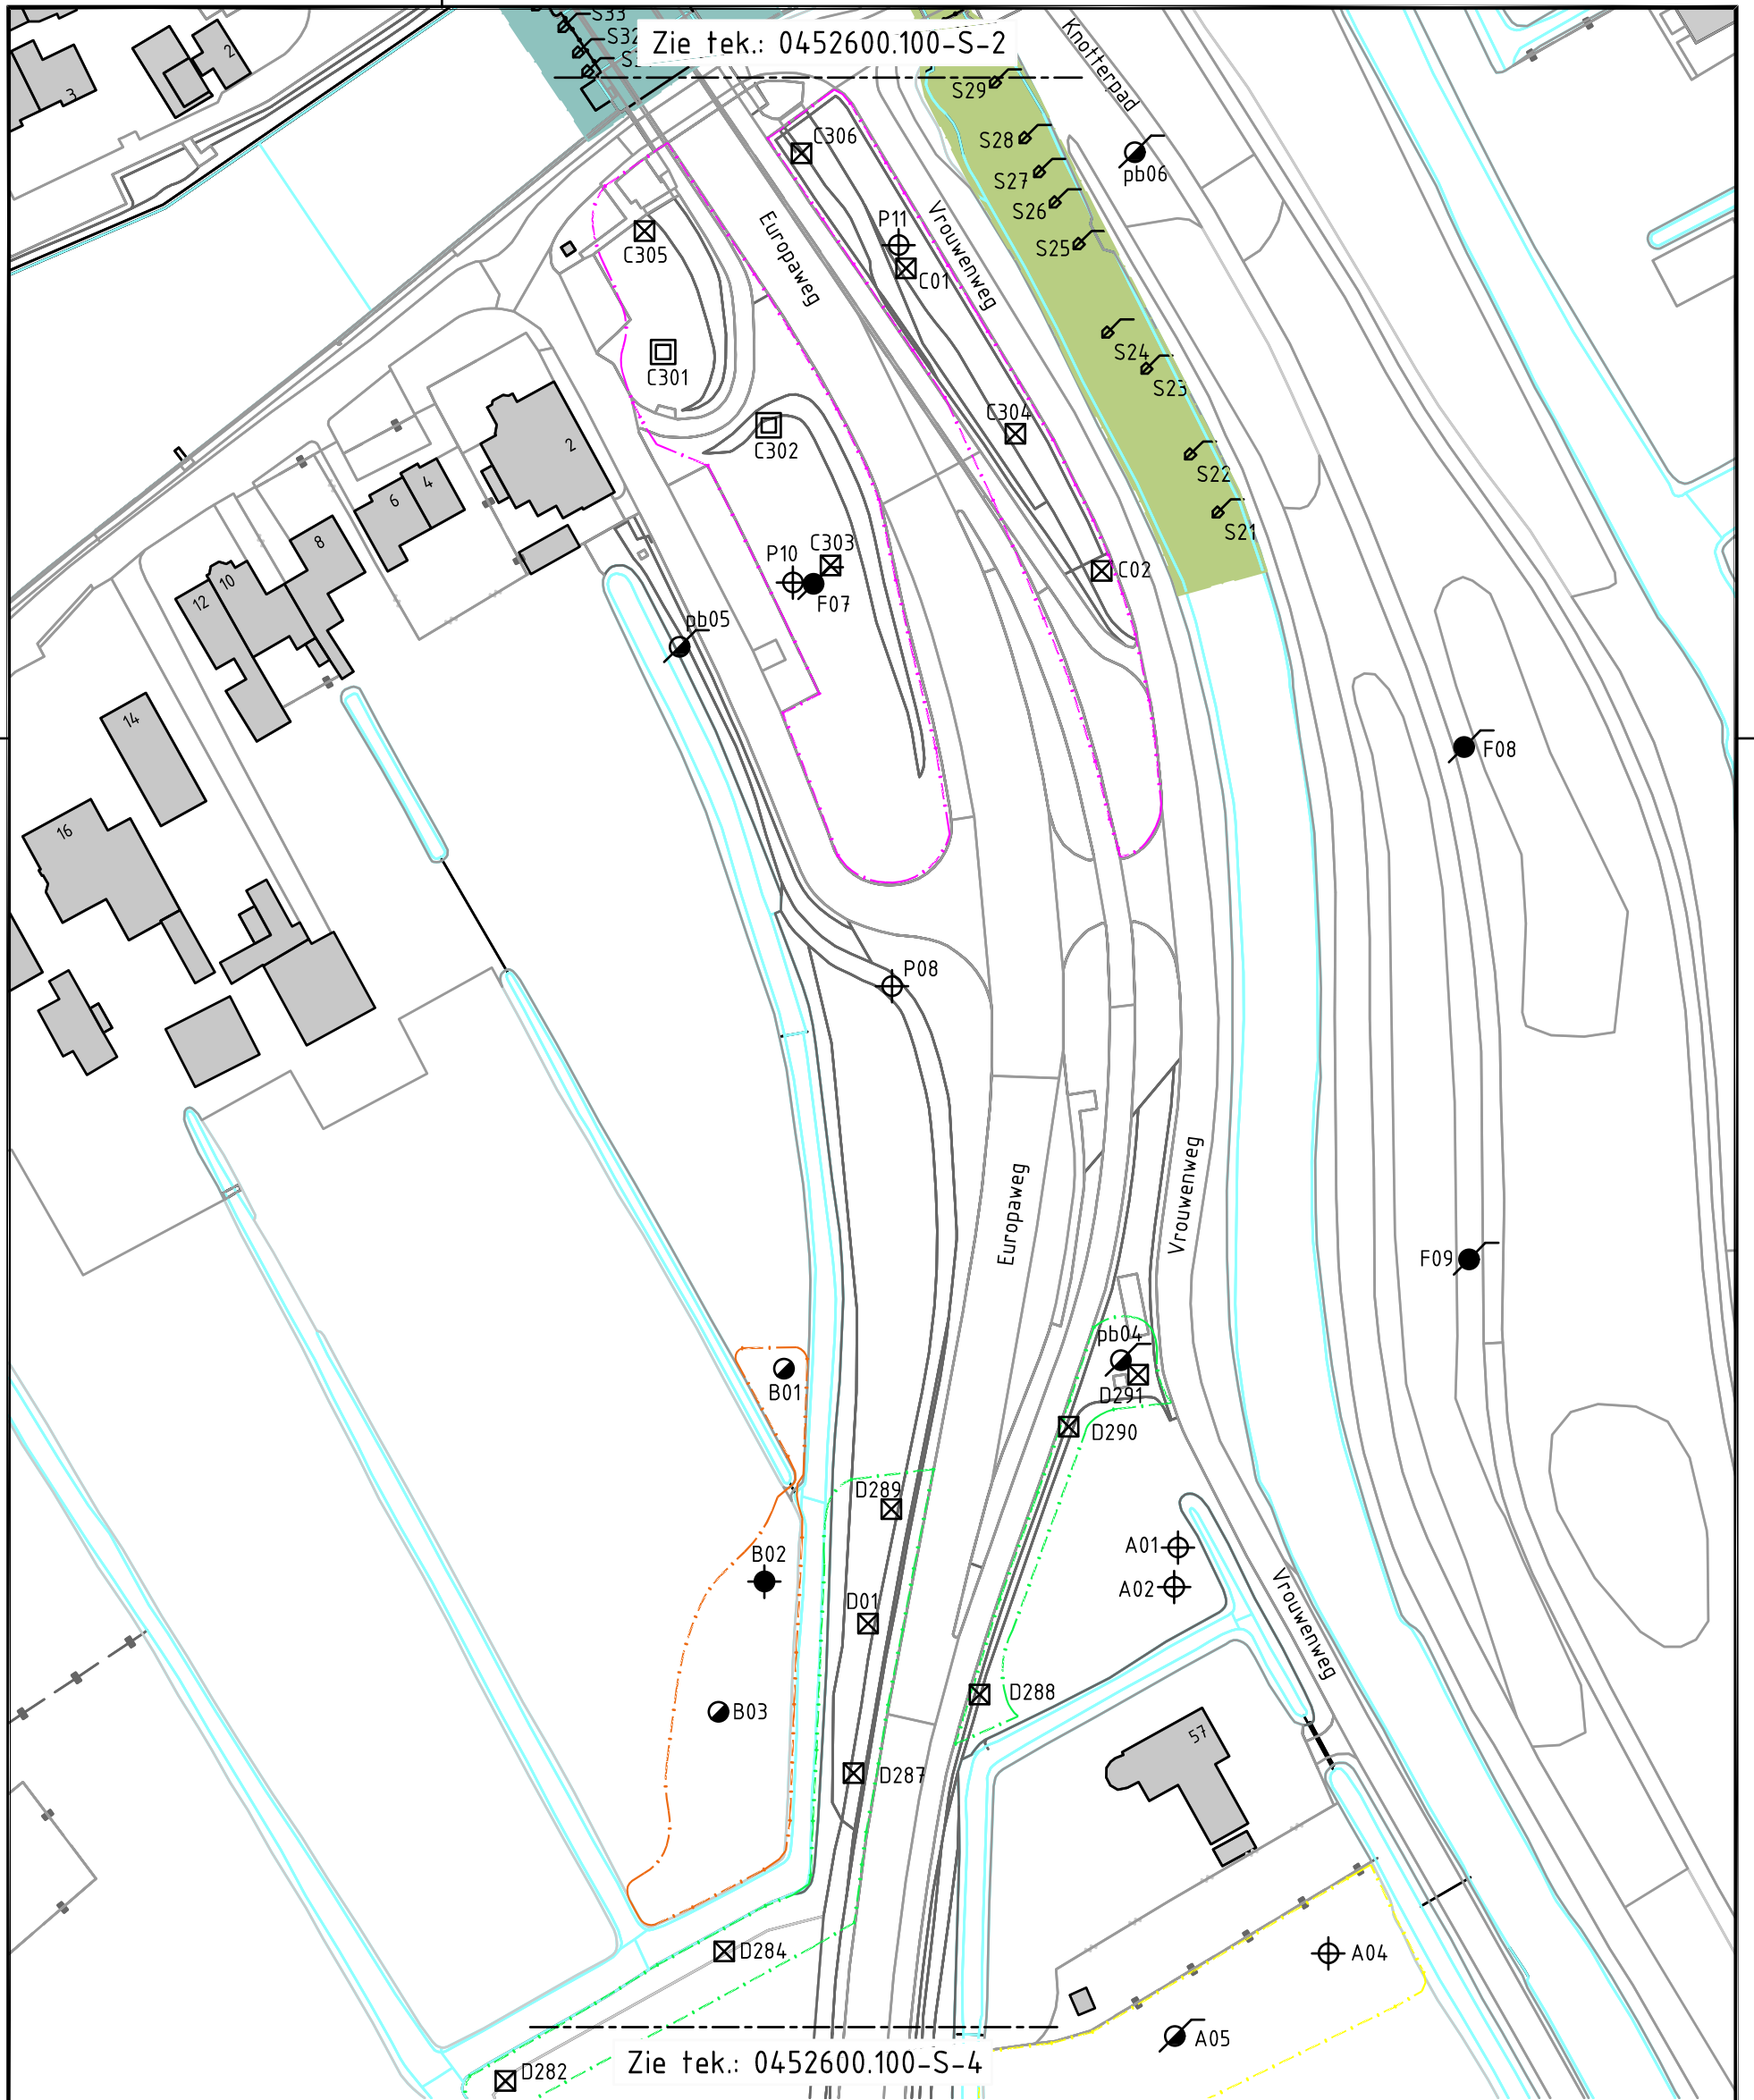 S33
S32
Zie tek.: 0452600.100-S-2
Knotterpad
2
3
S29
S28
S27
S26
S25
pb06
C306
P11
C01
Vrouwenweg
Europaweg
C305
C301
C302
C304
S24
S23
S22
S21
C02
2
4
6
8
10
12
14
16
P10
C303
F07
pb05
F08
P08
Europaweg
Vrouwenweg
F09
pb04
D291
D290
B01
D289
B02
D01
A01
A02
Vrouwenweg
D288
B03
D287
57
D284
A04
A05
D282
Zie tek.: 0452600.100-S-4